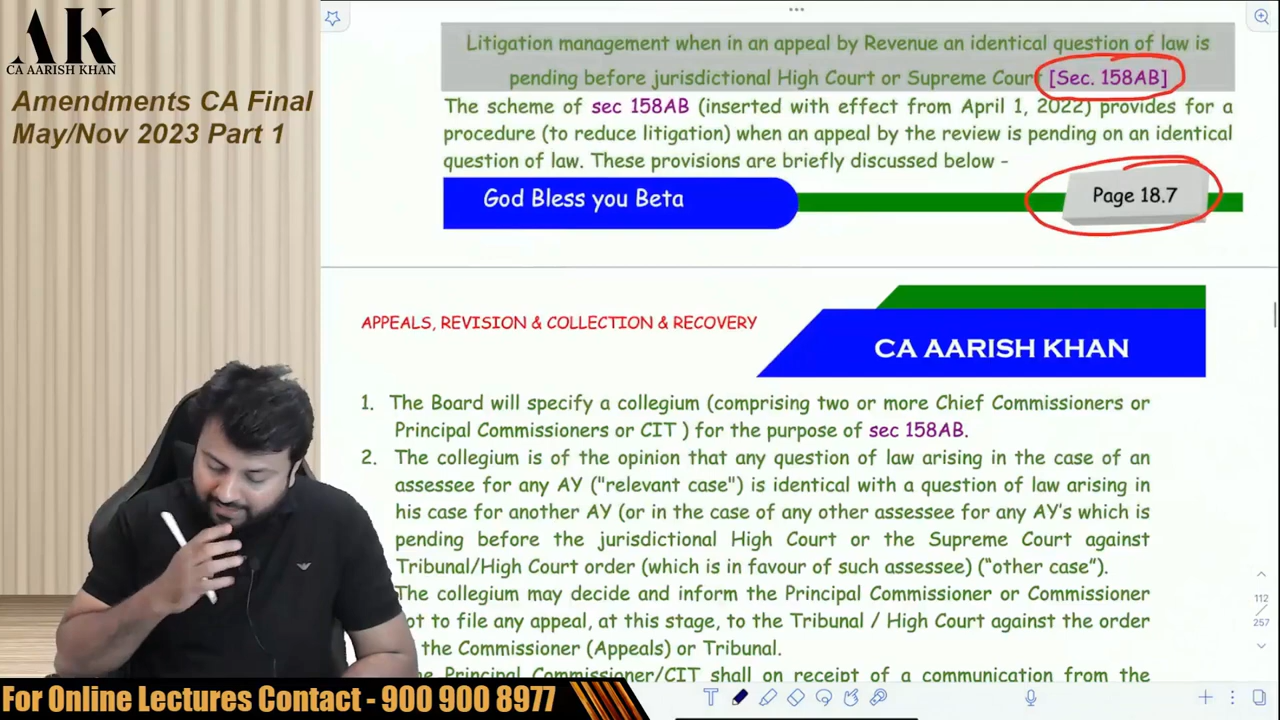 AK
CA AARISH KHAN
Amendments CA Final
May/Nov 2023 Part 1
Litigation management when in an appeal by Revenue an identical question of law is
pending before jurisdictional High Court or Supreme Court [Sec. 158AB]
The scheme of sec 158AB (inserted with effect from April 1, 2022) provides for a
procedure (to reduce litigation) when an appeal by the review is pending on an identical
question of law. These provisions are briefly discussed below -
God Bless you Beta
Page 18.7
APPEALS, REVISION & COLLECTION & RECOVERY
CA AARISH KHAN
1. The Board will specify a collegium (comprising two or more Chief Commissioners or
Principal Commissioners or CIT ) for the purpose of sec 158AB.
2. The collegium is of the opinion that any question of law arising in the case of an
assessee for any AY ("relevant case") is identical with a question of law arising in
his case for another AY (or in the case of any other assessee for any AY's which is
pending before the jurisdictional High Court or the Supreme Court against
Tribunal/High Court order (which is in favour of such assessee) ("other case").
The collegium may decide and inform the Principal Commissioner or Commissioner
to file any appeal, at this stage, to the Tribunal / High Court against the order
the Commissioner (Appeals) or Tribunal.
Principal Commissioner/CIT shall on receipt of a communication from the
112
257
For Online Lectures Contact - 900 900 8977